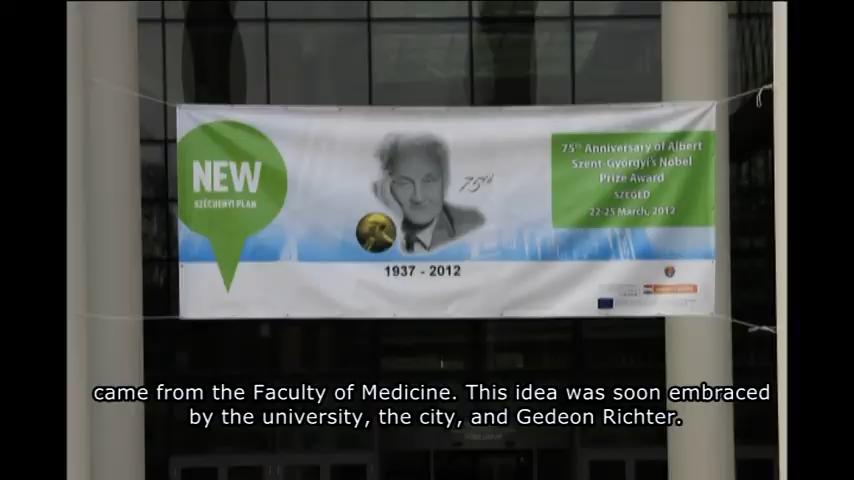 NEW
SZÉCHENYI PLAN
75th
75th Anniversary of Albert
Szent-Györgyi's Nobel
Prize Award
SZEGED
22-25 March, 2012
1937 - 2012
came from the Faculty of Medicine. This idea was soon embraced
by the university, the city, and Gedeon Richter.